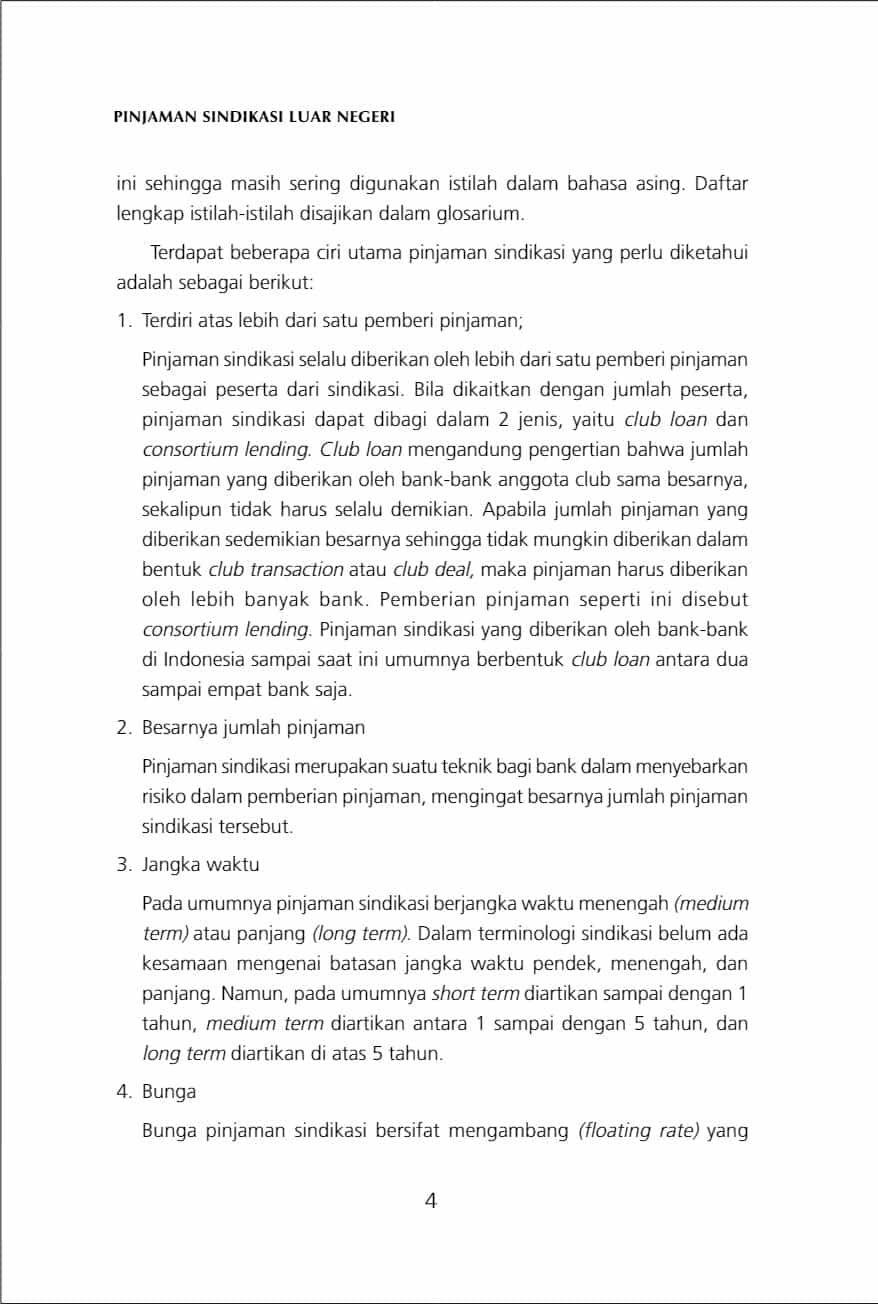 PINJAMAN SINDIKASI LUAR NEGERI
ini sehingga masih sering digunakan istilah dalam bahasa asing. Daftar
lengkap istilah-istilah disajikan dalam glosarium.
Terdapat beberapa ciri utama pinjaman sindikasi yang perlu diketahui
adalah sebagai berikut:
1. Terdiri atas lebih dari satu pemberi pinjaman;
Pinjaman sindikasi selalu diberikan oleh lebih dari satu pemberi pinjaman
sebagai peserta dari sindikasi. Bila dikaitkan dengan jumlah peserta,
pinjaman sindikasi dapat dibagi dalam 2 jenis, yaitu club loan dan
consortium lending. Club loan mengandung pengertian bahwa jumlah
pinjaman yang diberikan oleh bank-bank anggota club sama besarnya,
sekalipun tidak harus selalu demikian. Apabila jumlah pinjaman yang
diberikan sedemikian besarnya sehingga tidak mungkin diberikan dalam
bentuk club transaction atau club deal, maka pinjaman harus diberikan
oleh lebih banyak bank. Pemberian pinjaman seperti ini disebut
consortium lending. Pinjaman sindikasi yang diberikan oleh bank-bank
di Indonesia sampai saat ini umumnya berbentuk club loan antara dua
sampai empat bank saja.
2. Besarnya jumlah pinjaman
Pinjaman sindikasi merupakan suatu teknik bagi bank dalam menyebarkan
risiko dalam pemberian pinjaman, mengingat besarnya jumlah pinjaman
sindikasi tersebut.
3. Jangka waktu
Pada umumnya pinjaman sindikasi berjangka waktu menengah (medium
term) atau panjang (long term). Dalam terminologi sindikasi belum ada
kesamaan mengenai batasan jangka waktu pendek, menengah, dan
panjang. Namun, pada umumnya short term diartikan sampai dengan 1
tahun, medium term diartikan antara 1 sampai dengan 5 tahun, dan
long term diartikan di atas 5 tahun.
4. Bunga
Bunga pinjaman sindikasi bersifat mengambang (floating rate) yang
4